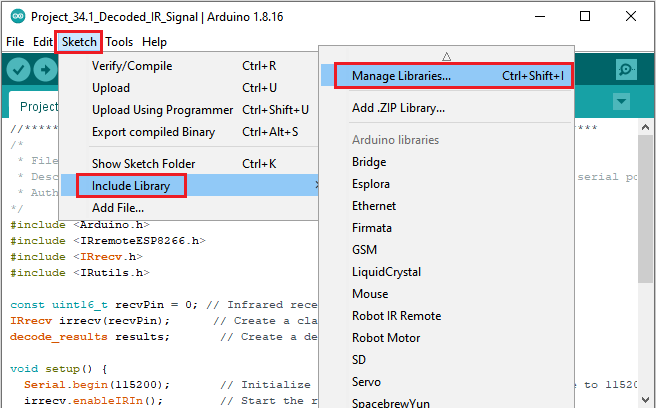 Project_34.1_Decoded_IR_Signal | Arduino 1.8.16
File Edit Sketch Tools Help
Verify/Compile Ctrl+R
Upload Ctrl+U
Upload Using Programmer Ctrl+Shift+U
Export compiled Binary Ctrl+Alt+S
Show Sketch Folder Ctrl+K
Include Library
Add File...
Manage Libraries... Ctrl+Shift+I
Add .ZIP Library...
Arduino libraries
Bridge
Esplora
Ethernet
Firmata
GSM
LiquidCrystal
Mouse
Robot IR Remote
Robot Motor
SD
Servo
SpacebrewYun
Project
//****
/*
* File
* Desc serial po
* Auth
*/
#include <Arduino.h>
#include <IRremoteESP8266.h>
#include <IRrecv.h>
#include <IRutils.h>
const uint16_t recvPin = 0; // Infrared rece
IRrecv irrecv(recvPin); // Create a cla
decode_results results; // Create a de
void setup() {
Serial.begin(115200); // Initialize e to 1152
irrecv.enableIRIn(); // Start the r